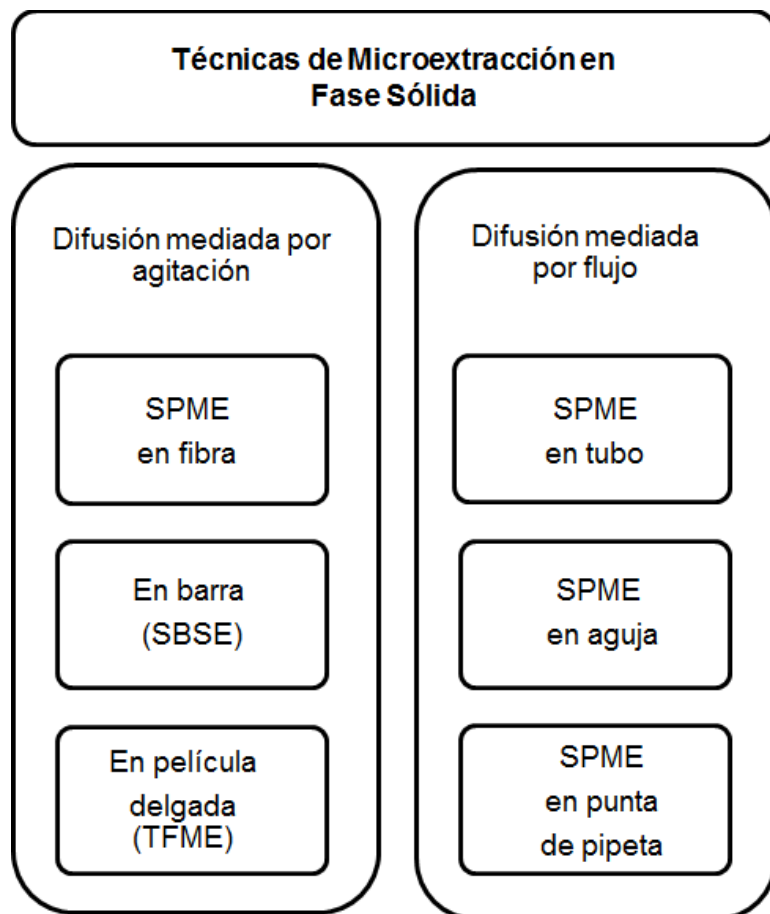 Técnicas de Microextracción en
Fase Sólida
Difusión mediada por
agitación
SPME
en fibra
En barra
(SBSE)
En película
delgada
(TFME)
Difusión mediada
por flujo
SPME
en tubo
SPME
en aguja
SPME
en punta
de pipeta